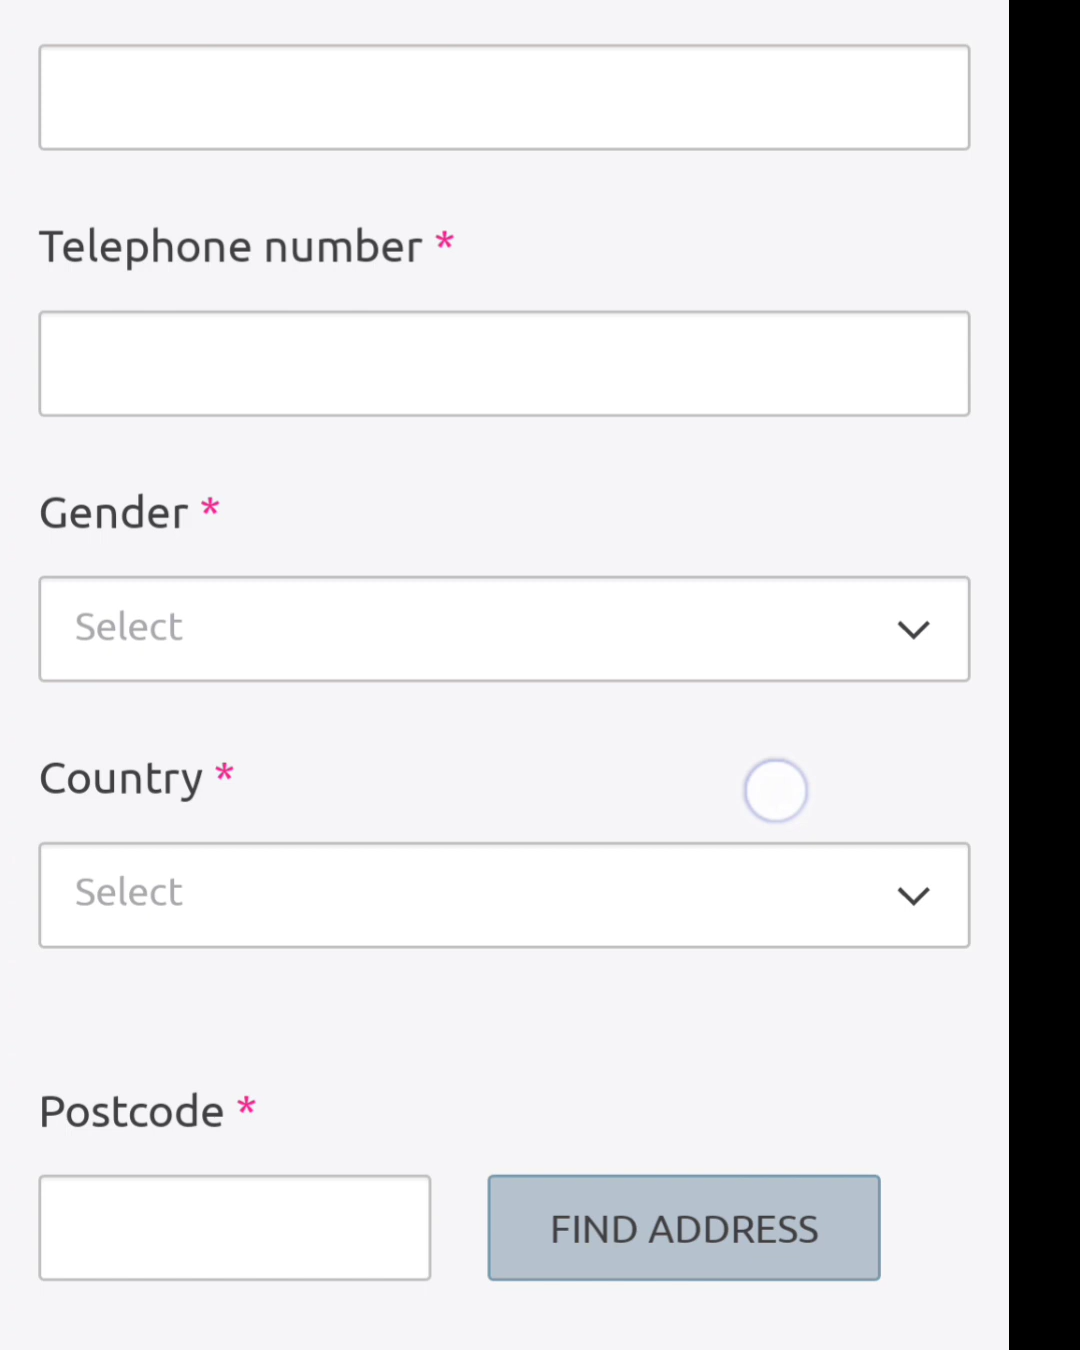 Telephone number *
Gender *
Select
Country *
Select
Postcode *
FIND ADDRESS